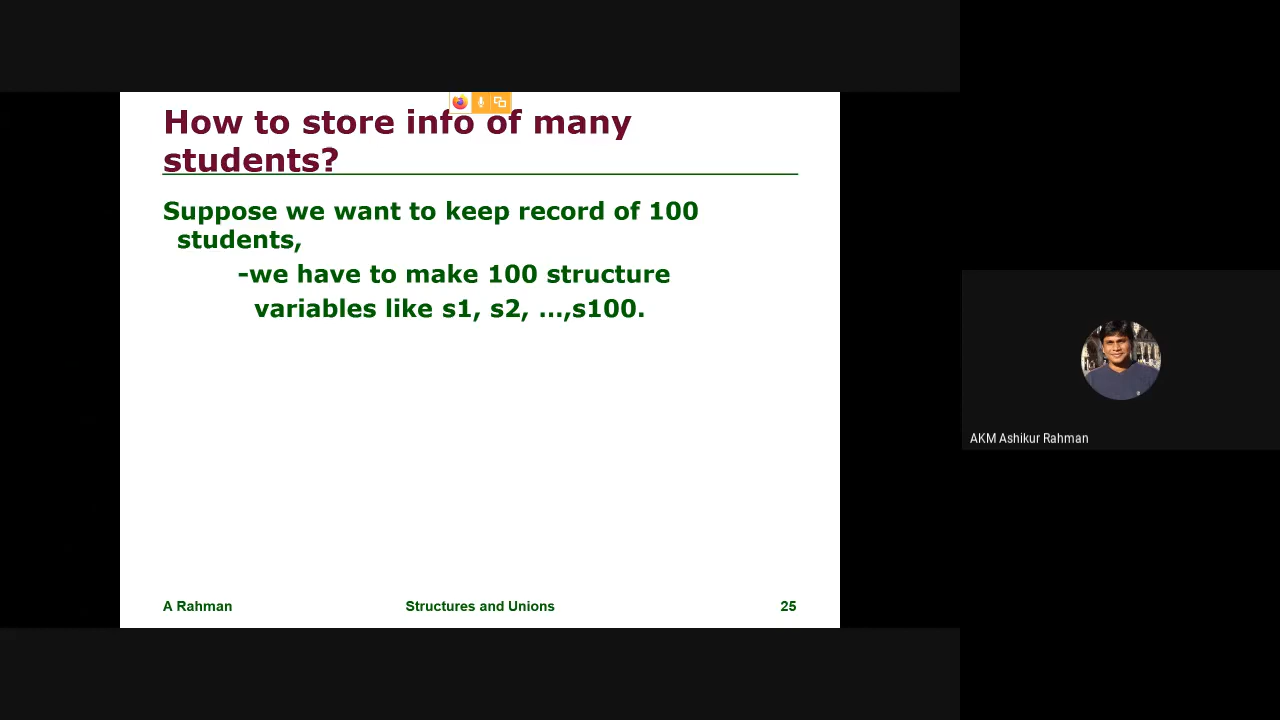 How to store info of many
students?
Suppose we want to keep record of 100
students,
-we have to make 100 structure
variables like s1, s2, …,s100.
A Rahman Structures and Unions 25
AKM Ashikur Rahman